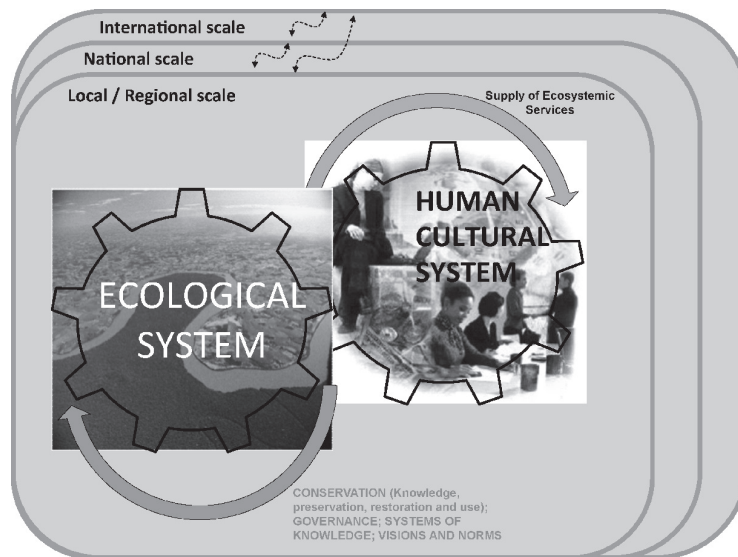 International scale
National scale
Local / Regional scale
Supply of Ecosystemic
Services
HUMAN
CULTURAL
SYSTEM
ECOLOGICAL
SYSTEM
CONSERVATION (Knowledge,
preservation, restoration and use);
GOVERNANCE; SYSTEMS OF
KNOWLEDGE; VISIONS AND NORMS